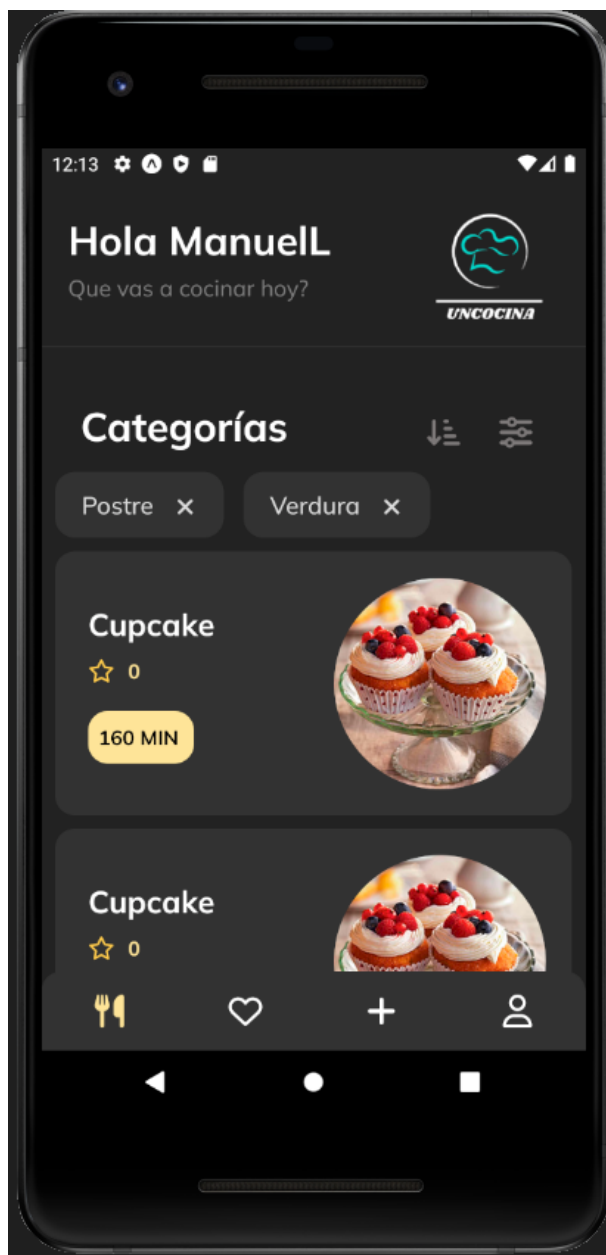 12:13
Hola ManuelL
Que vas a cocinar hoy?
UNCOCINA
Categorías
Postre ×
Verdura ×
Cupcake
0
160 MIN
Cupcake
0